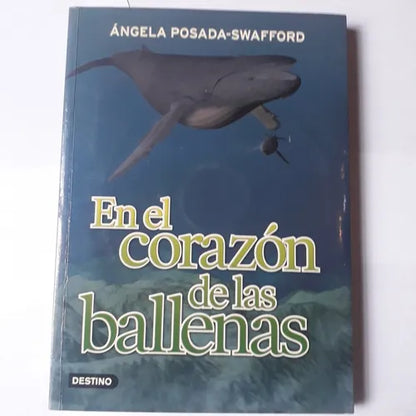 ÁNGELA POSADA-SWAFFORD
En el
corazón
de las
ballenas
DESTINO